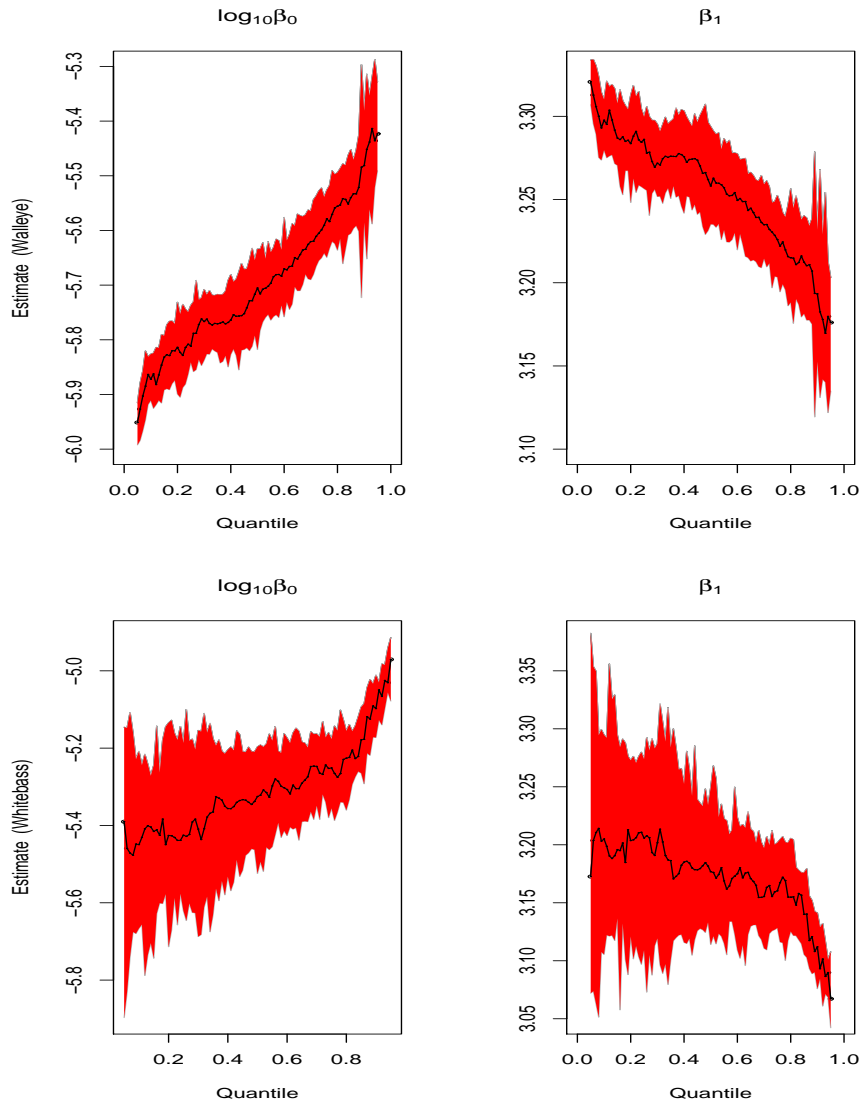 log₁₀β₀
β₁
Estimate (Walleye)
-5.3
-5.4
-5.5
-5.6
-5.7
-5.8
-5.9
-6.0
0.0 0.2 0.4 0.6 0.8 1.0
Quantile
3.30
3.25
3.20
3.15
3.10
0.0 0.2 0.4 0.6 0.8 1.0
Quantile
log₁₀β₀
β₁
Estimate (Whitebass)
-5.0
-5.2
-5.4
-5.6
-5.8
0.2 0.4 0.6 0.8
Quantile
3.35
3.30
3.25
3.20
3.15
3.10
3.05
0.0 0.2 0.4 0.6 0.8 1.0
Quantile